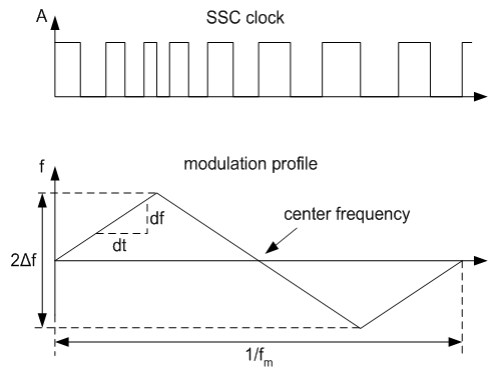 SSC clock
A
modulation profile
f
center frequency
df
dt
2Δf
1/fm